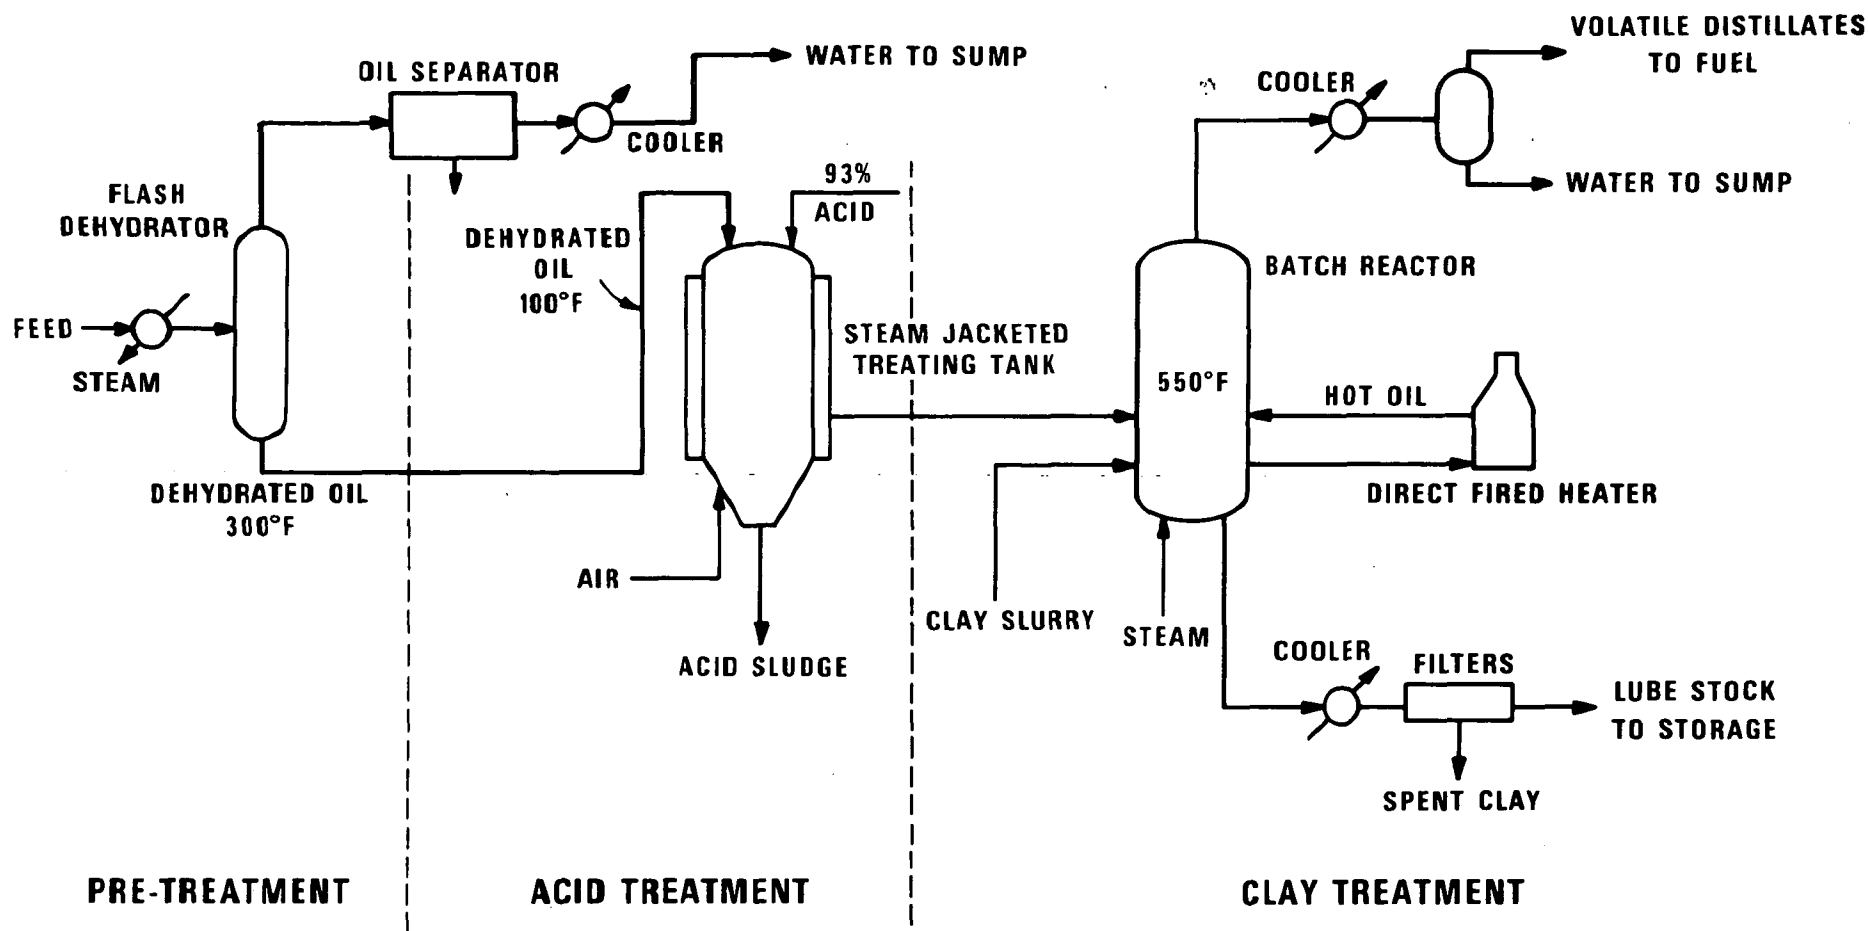 VOLATILE DISTILLATES
TO FUEL
WATER TO SUMP
OIL SEPARATOR
COOLER
COOLER
WATER TO SUMP
FLASH
DEHYDRATOR
93%
ACID
DEHYDRATED
OIL
100°F
BATCH REACTOR
FEED
STEAM
STEAM JACKETED
TREATING TANK
550°F
HOT OIL
DIRECT FIRED HEATER
DEHYDRATED OIL
300°F
AIR
CLAY SLURRY
STEAM
ACID SLUDGE
COOLER
FILTERS
LUBE STOCK
TO STORAGE
SPENT CLAY
PRE-TREATMENT
ACID TREATMENT
CLAY TREATMENT